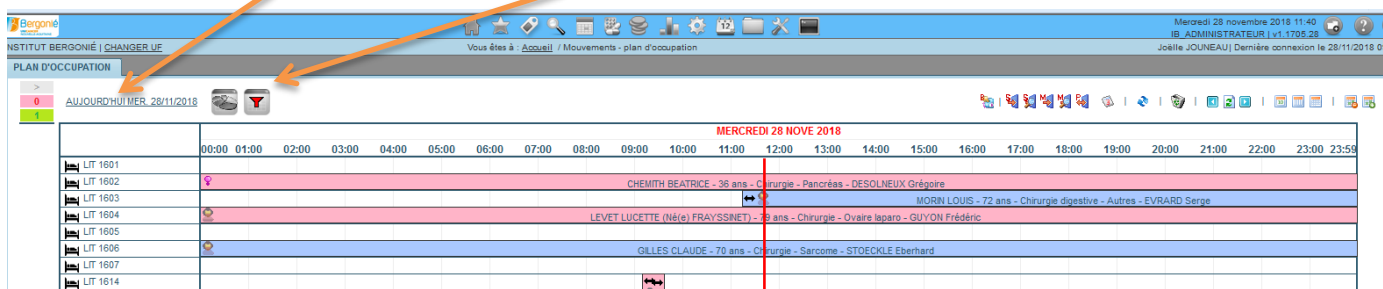 Bergonié
Mercredi 28 novembre 2018 11:40
IB_ADMINISTRATEUR | v1.1705.28
INSTITUT BERGONIÉ | CHANGER UF
Vous êtes à : Accueil / Mouvements - plan d'occupation
Joëlle JOUNEAU| Dernière connexion le 28/11/2018
PLAN D'OCCUPATION
>
0
1
AUJOURD'HUI MER. 28/11/2018
MERCREDI 28 NOVE 2018
00:00 01:00 02:00 03:00 04:00 05:00 06:00 07:00 08:00 09:00 10:00 11:00 12:00 13:00 14:00 15:00 16:00 17:00 18:00 19:00 20:00 21:00 22:00 23:00 23:59
LIT 1601
LIT 1602 CHEMITH BEATRICE - 36 ans - Chirurgie - Pancréas - DESOLNEUX Grégoire
LIT 1603 MORIN LOUIS - 72 ans - Chirurgie digestive - Autres - EVRARD Serge
LIT 1604 LEVET LUCETTE (Né(e) FRAYSSINET) - 79 ans - Chirurgie - Ovaire laparo - GUYON Frédéric
LIT 1605
LIT 1606 GILLES CLAUDE - 70 ans - Chirurgie - Sarcome - STOECKLE Eberhard
LIT 1607
LIT 1614